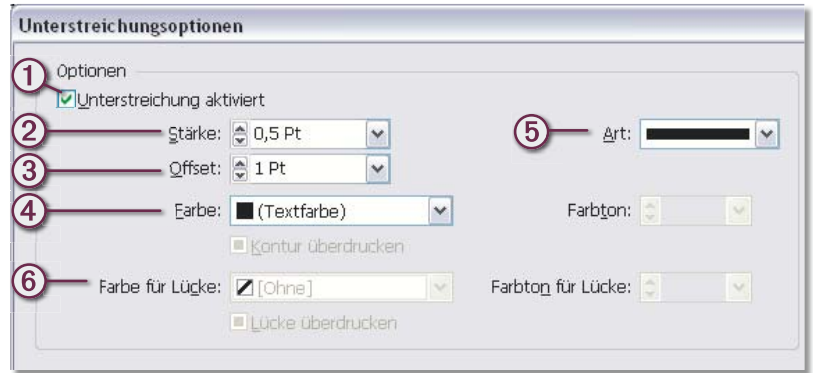 Unterstreichungsoptionen
Optionen
1
Unterstreichung aktiviert
2 Stärke: 0,5 Pt 5 Art:
3 Offset: 1 Pt
4 Farbe: (Textfarbe) Farbton:
Kontur überdrucken
6 Farbe für Lücke: [Ohne] Farbton für Lücke:
Lücke überdrucken